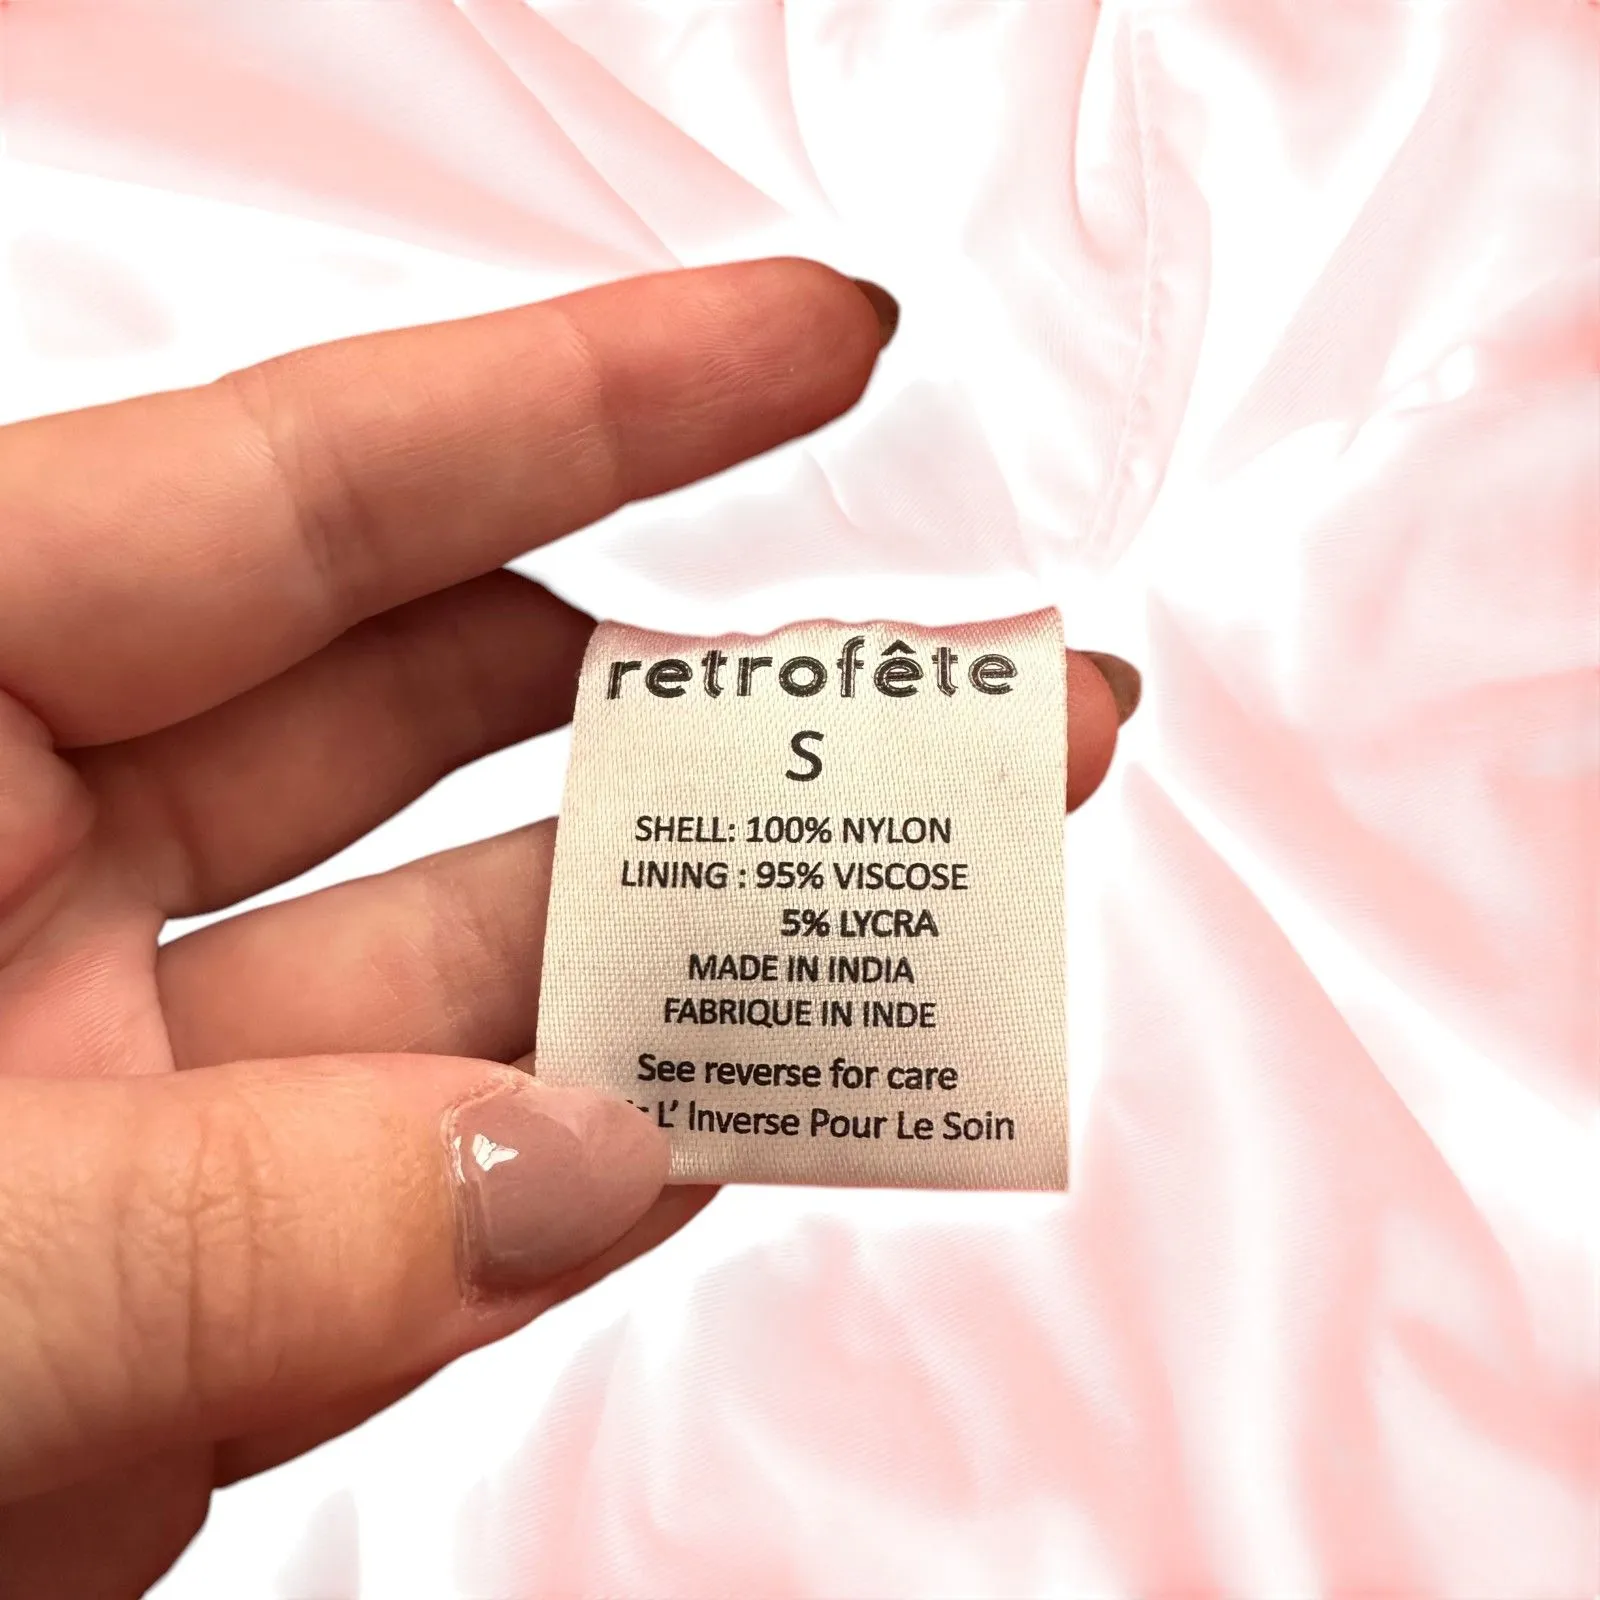 retrofête
S
SHELL: 100% NYLON
LINING : 95% VISCOSE
5% LYCRA
MADE IN INDIA
FABRIQUE IN INDE
See reverse for care
L' Inverse Pour Le Soin